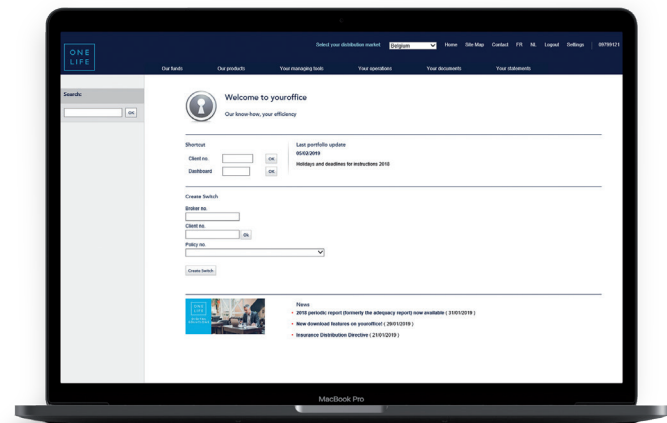 ONE
LIFE
Select your distribution market Belgium Home Site Map Contact FR NL Logout Settings 09799121
Our funds Our products Your managing tools Your operations Your documents Your statements
Search:
OK
Welcome to youroffice
Our know-how, your efficiency
Shortcut
Client no. OK
Dashboard OK
Last portfolio update
05/02/2019
Holidays and deadlines for instructions 2018
Create Switch
Broker no.
Client no.
Ok
Policy no.
Create Switch
ONE
LIFE
News
• 2018 periodic report (formerly the adequacy report) now available ( 31/01/2019 )
• New download features on youroffice! ( 29/01/2019 )
• Insurance Distribution Directive ( 21/01/2019 )
MacBook Pro